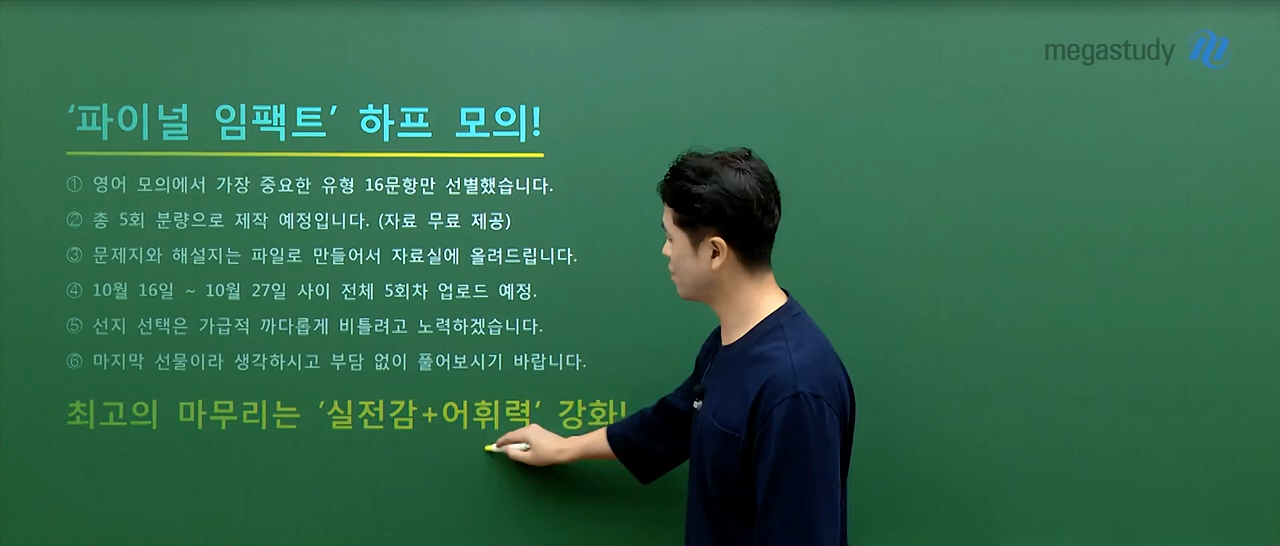 megastudy
‘파이널 임팩트’ 하프 모의!
① 영어 모의에서 가장 중요한 유형 16문항만 선별했습니다.
② 총 5회 분량으로 제작 예정입니다. (자료 무료 제공)
③ 문제지와 해설지는 파일로 만들어서 자료실에 올려드립니다.
④ 10월 16일 ~ 10월 27일 사이 전체 5회차 업로드 예정.
⑤ 선지 선택은 가급적 까다롭게 비틀려고 노력하겠습니다.
⑥ 마지막 선물이라 생각하시고 부담 없이 풀어보시기 바랍니다.
최고의 마무리는 ’실전감+어휘력‘ 강화!